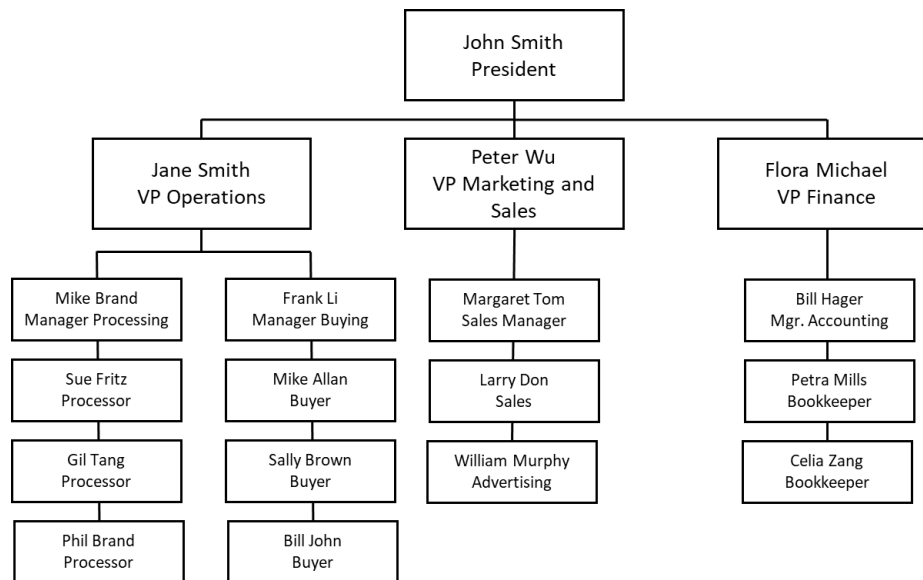 John Smith
President
Jane Smith
VP Operations
Peter Wu
VP Marketing and
Sales
Flora Michael
VP Finance
Mike Brand
Manager Processing
Frank Li
Manager Buying
Margaret Tom
Sales Manager
Bill Hager
Mgr. Accounting
Sue Fritz
Processor
Mike Allan
Buyer
Larry Don
Sales
Petra Mills
Bookkeeper
Gil Tang
Processor
Sally Brown
Buyer
William Murphy
Advertising
Celia Zang
Bookkeeper
Phil Brand
Processor
Bill John
Buyer